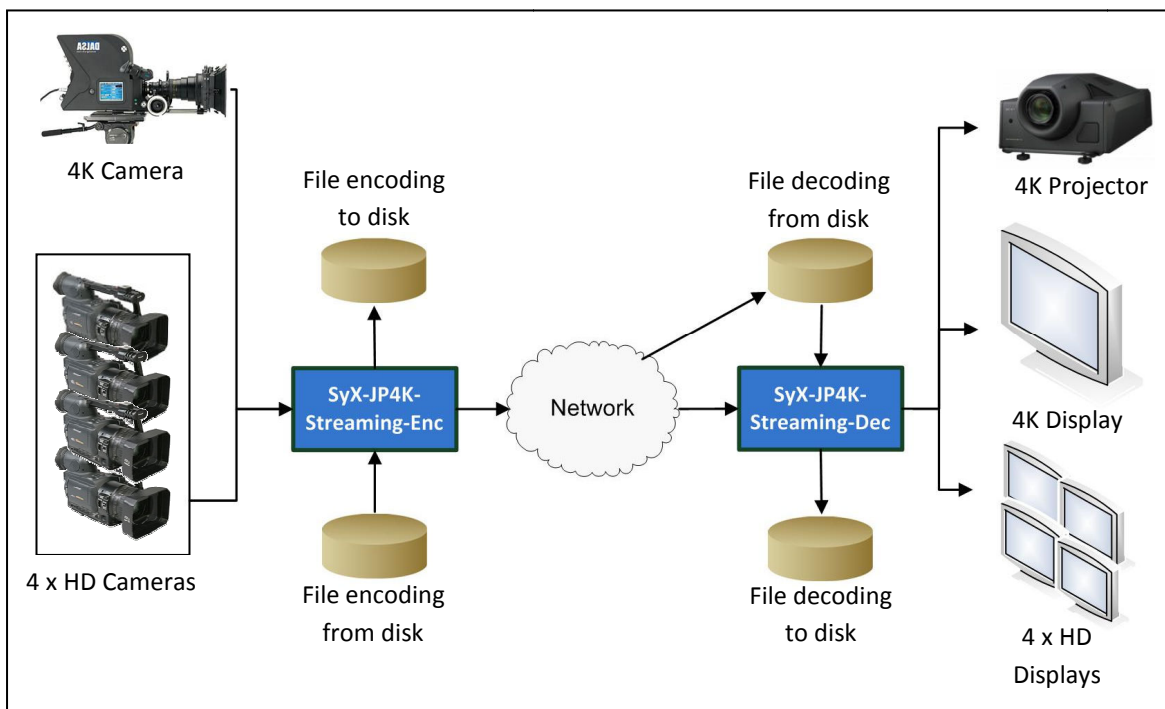 DALSA
4K Camera
4 x HD Cameras
File encoding
to disk
SyX-JP4K-
Streaming-Enc
File encoding
from disk
Network
File decoding
from disk
SyX-JP4K-
Streaming-Dec
File decoding
to disk
4K Projector
4K Display
4 x HD
Displays